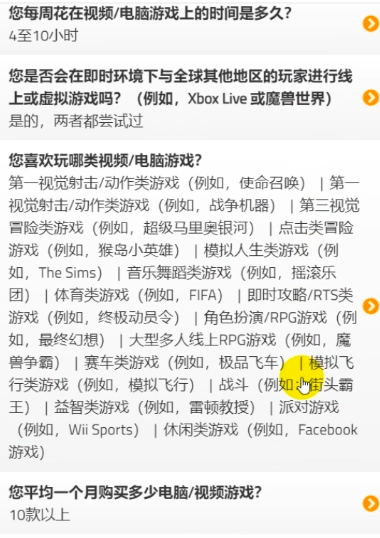 您每周花在视频/电脑游戏上的时间是多久？
4至10小时
您是否会在即时环境下与全球其他地区的玩家进行线
上或虚拟游戏吗？（例如，Xbox Live 或魔兽世界）
是的，两者都尝试过
您喜欢玩哪类视频/电脑游戏？
第一视觉射击/动作类游戏（例如，使命召唤） | 第一
视觉射击/动作类游戏（例如，战争机器） | 第三视觉
冒险类游戏（例如，超级马里奥银河） | 点击类冒险
游戏（例如，猴岛小英雄） | 模拟人生类游戏（例
如，The Sims） | 音乐舞蹈类游戏（例如，摇滚乐
团） | 体育类游戏（例如，FIFA） | 即时攻略/RTS类
游戏（例如，终极动员令） | 角色扮演/RPG游戏（例
如，最终幻想） | 大型多人线上RPG游戏（例如，魔
兽争霸） | 赛车类游戏（例如，极品飞车） | 模拟飞
行类游戏（例如，模拟飞行） | 战斗（例如，街头霸
王） | 益智类游戏（例如，雷顿教授） | 派对游戏
（例如，Wii Sports） | 休闲类游戏（例如，Facebook
游戏）
您平均一个月购买多少电脑/视频游戏？
10款以上